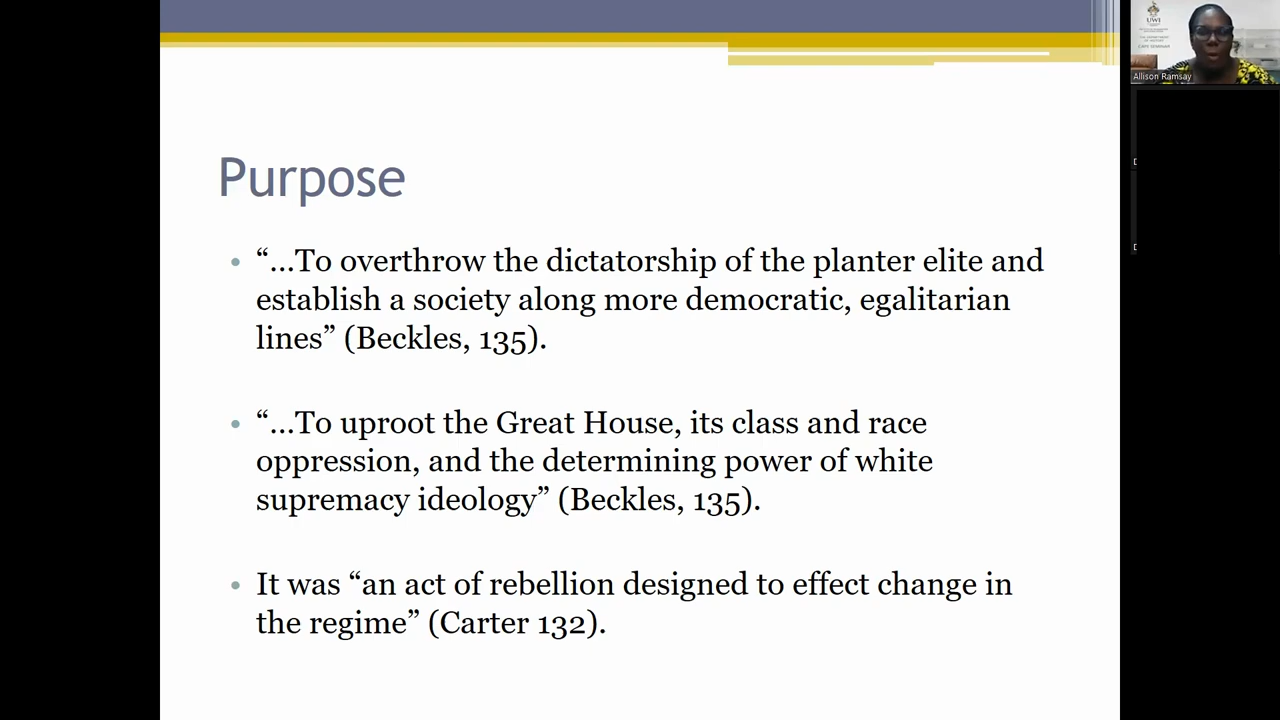 Purpose
• “…To overthrow the dictatorship of the planter elite and
establish a society along more democratic, egalitarian
lines” (Beckles, 135).
• “…To uproot the Great House, its class and race
oppression, and the determining power of white
supremacy ideology” (Beckles, 135).
• It was “an act of rebellion designed to effect change in
the regime” (Carter 132).
UWI
Allison Ramsay